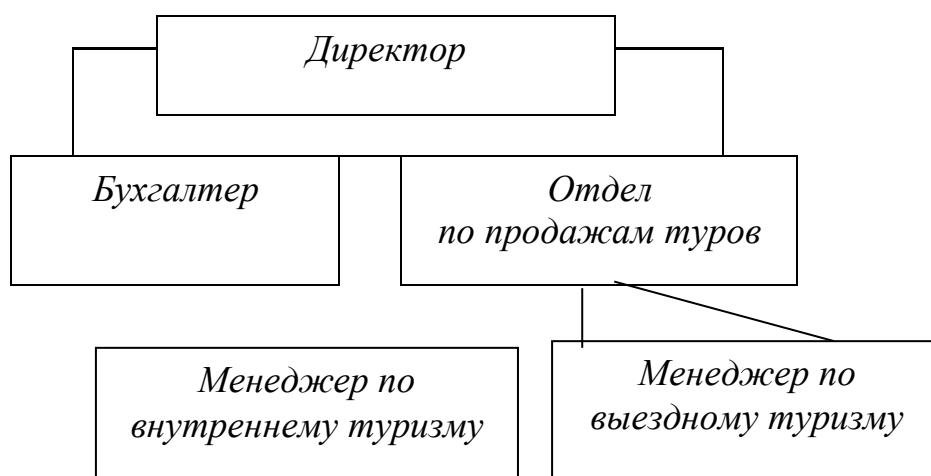 Директор
Бухгалтер
Отдел
по продажам туров
Менеджер по
внутреннему туризму
Менеджер по
выездному туризму